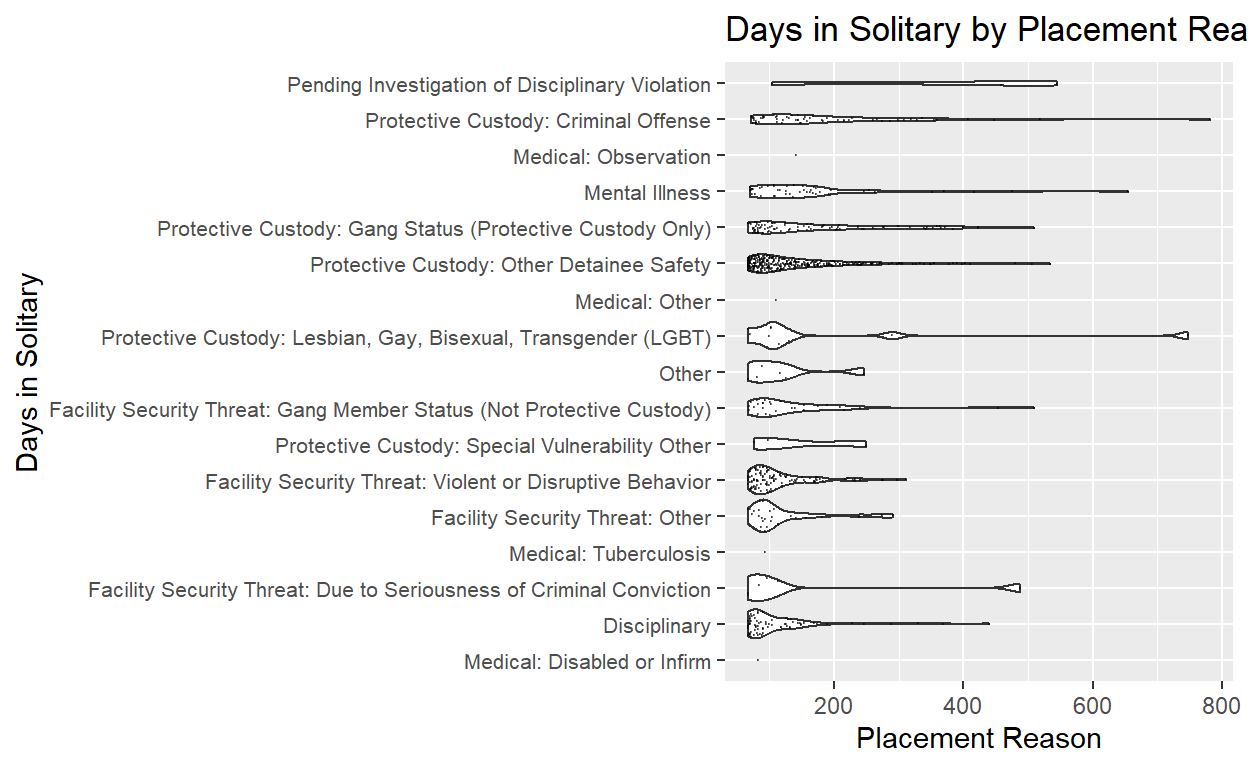 Days in Solitary by Placement Rea
Pending Investigation of Disciplinary Violation
Protective Custody: Criminal Offense
Medical: Observation
Mental Illness
Protective Custody: Gang Status (Protective Custody Only)
Protective Custody: Other Detainee Safety
Medical: Other
Protective Custody: Lesbian, Gay, Bisexual, Transgender (LGBT)
Other
Facility Security Threat: Gang Member Status (Not Protective Custody)
Protective Custody: Special Vulnerability Other
Facility Security Threat: Violent or Disruptive Behavior
Facility Security Threat: Other
Medical: Tuberculosis
Facility Security Threat: Due to Seriousness of Criminal Conviction
Disciplinary
Medical: Disabled or Infirm
Days in Solitary
200 400 600 800
Placement Reason